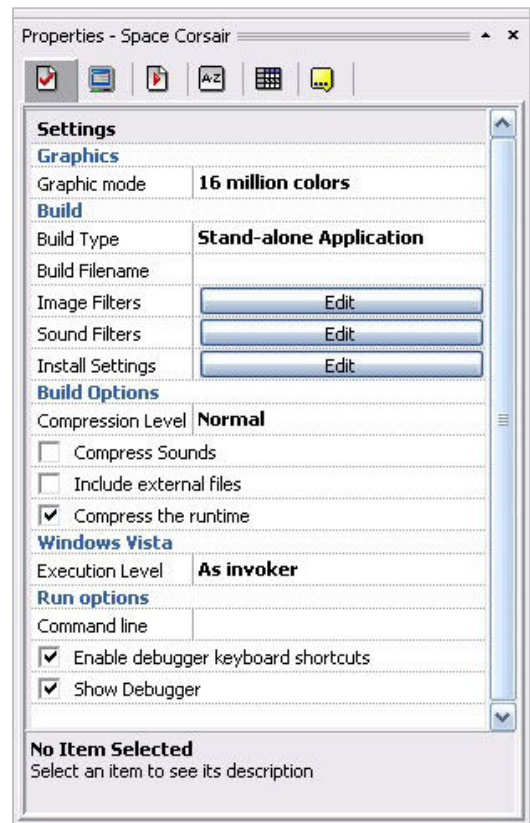 Properties - Space Corsair
A-Z
Settings
Graphics
Graphic mode 16 million colors
Build
Build Type Stand-alone Application
Build Filename
Image Filters Edit
Sound Filters Edit
Install Settings Edit
Build Options
Compression Level Normal
Compress Sounds
Include external files
Compress the runtime
Windows Vista
Execution Level As invoker
Run options
Command line
Enable debugger keyboard shortcuts
Show Debugger
No Item Selected
Select an item to see its description